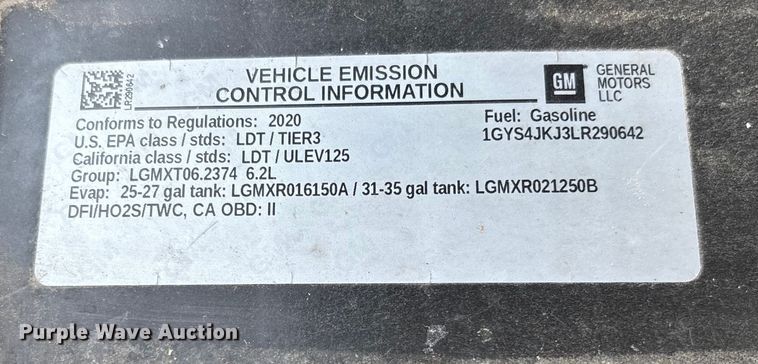 LR290642
VEHICLE EMISSION
CONTROL INFORMATION
GM
GENERAL
MOTORS
LLC
Conforms to Regulations: 2020
Fuel: Gasoline
U.S. EPA class / stds: LDT / TIER3
1GYS4JKJ3LR290642
California class / stds: LDT / ULEV125
Group: LGMXT06.2374 6.2L
Evap: 25-27 gal tank: LGMXR016150A / 31-35 gal tank: LGMXR021250B
DFI/HO2S/TWC, CA OBD: II
Purple Wave Auction